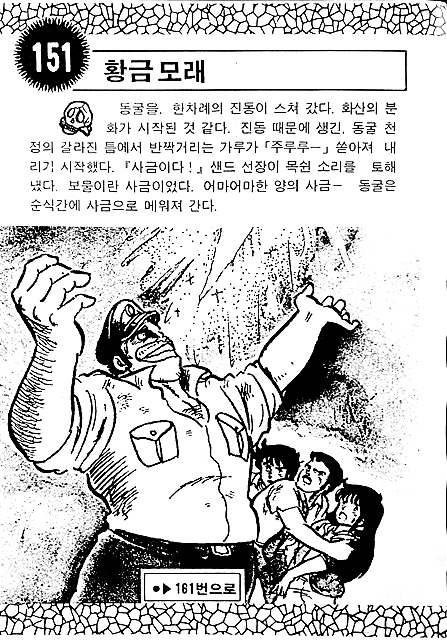 151
황금모래
동굴을. 한차례의 진동이 스쳐 갔다. 화산의 분
화가 시작된 것 같다. 진동 때문에 생긴, 동굴 천
정의 갈라진 틈에서 반짝거리는 가루가 「주루루—」 쏟아져 내
리기 시작했다. 『사금이다!』 샌드 선장이 목쉰 소리를 토해
냈다. 보물이란 사금이었다. 어마어마한 양의 사금— 동굴은
순식간에 사금으로 메워져 간다.
●▶ 161번으로